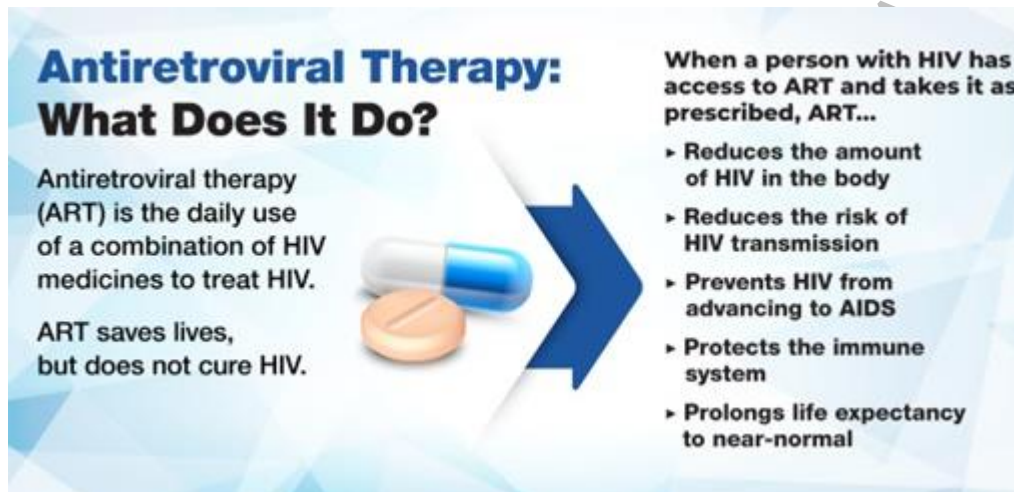 Antiretroviral Therapy:
What Does It Do?
Antiretroviral therapy
(ART) is the daily use
of a combination of HIV
medicines to treat HIV.
ART saves lives,
but does not cure HIV.
When a person with HIV has
access to ART and takes it as
prescribed, ART...
▸ Reduces the amount
of HIV in the body
▸ Reduces the risk of
HIV transmission
▸ Prevents HIV from
advancing to AIDS
▸ Protects the immune
system
▸ Prolongs life expectancy
to near-normal